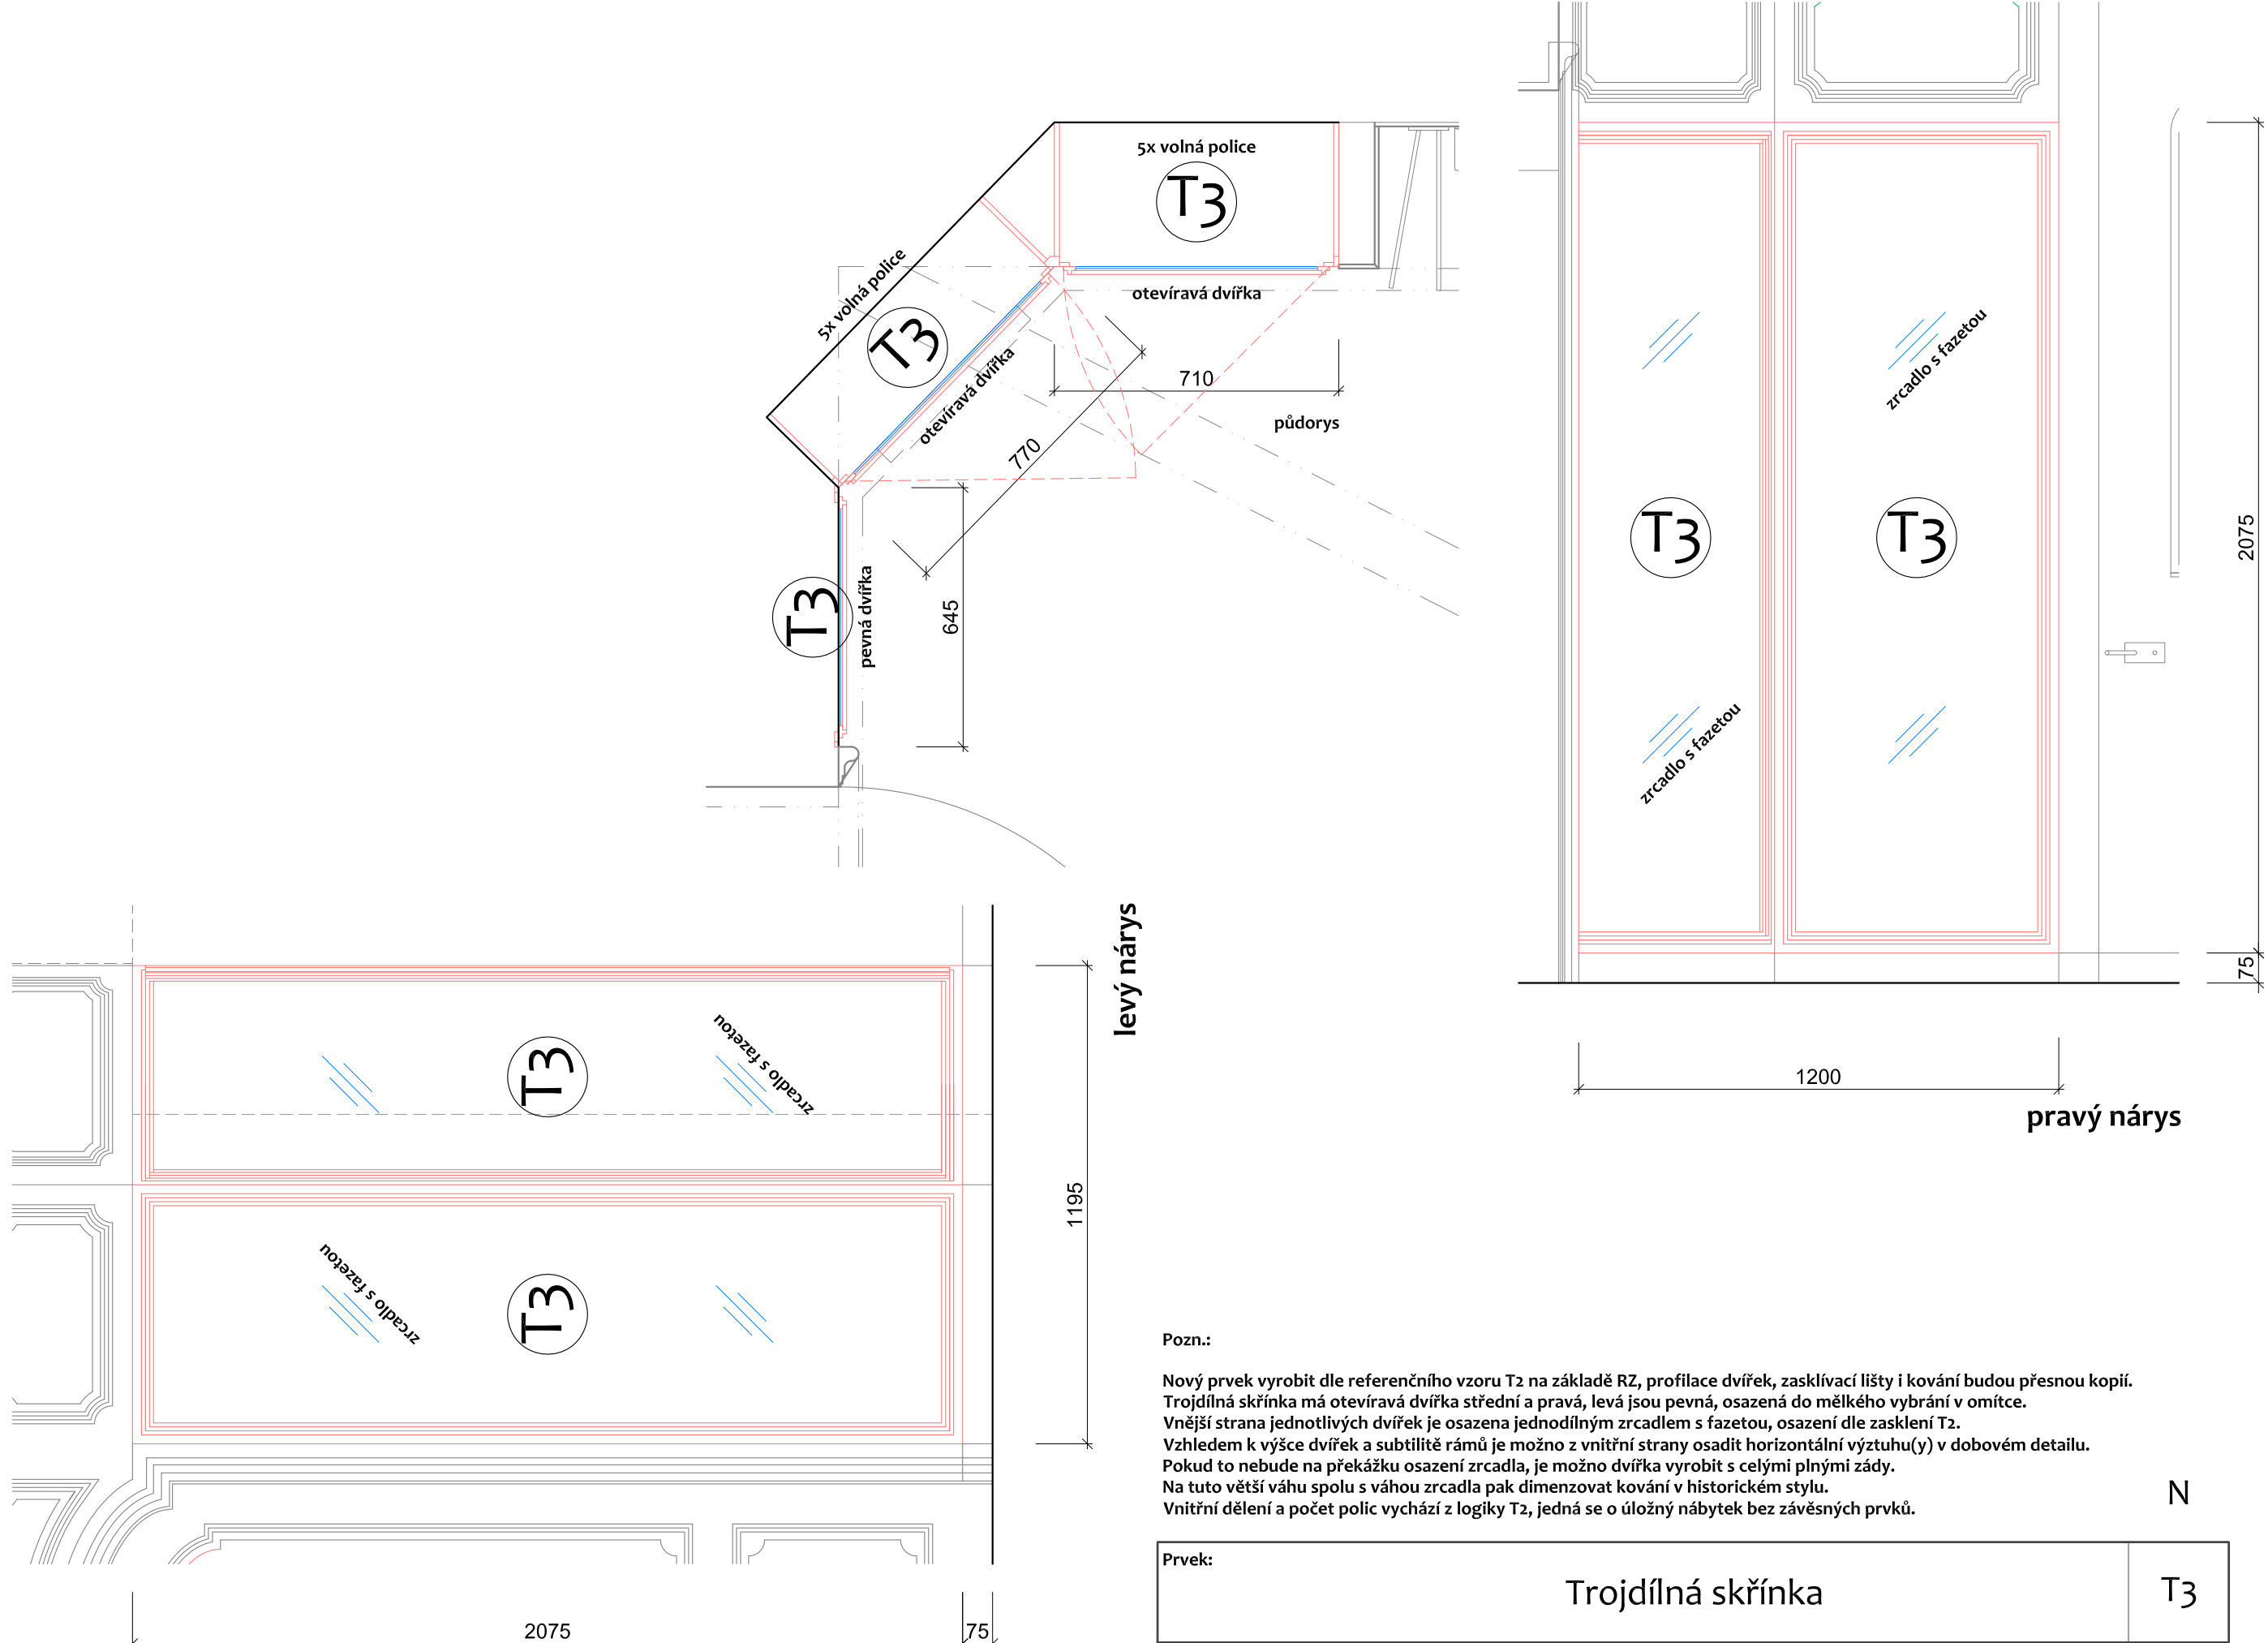 5x volná police
T3
otevíravá dvířka
710
půdorys
5x volná police
T3
otevíravá dvířka
770
T3
pevná dvířka
645
zrcadlo s fazetou
T3
T3
zrcadlo s fazetou
2075
75
1200
pravý nárys
levý nárys
zrcadlo s fazetou
T3
zrcadlo s fazetou
T3
1195
2075
75
Pozn.:
Nový prvek vyrobit dle referenčního vzoru T2 na základě RZ, profilace dvířek, zasklívací lišty i kování budou přesnou kopií.
Trojdílná skřínka má otevíravá dvířka střední a pravá, levá jsou pevná, osazená do mělkého vybrání v omítce.
Vnější strana jednotlivých dvířek je osazena jednodílným zrcadlem s fazetou, osazení dle zasklení T2.
Vzhledem k výšce dvířek a subtilitě rámů je možno z vnitřní strany osadit horizontální výztuhu(y) v dobovém detailu.
Pokud to nebude na překážku osazení zrcadla, je možno dvířka vyrobit s celými plnými zády.
Na tuto větší váhu spolu s váhou zrcadla pak dimenzovat kování v historickém stylu.
Vnitřní dělení a počet polic vychází z logiky T2, jedná se o úložný nábytek bez závěsných prvků.
N
Prvek:
Trojdílná skřínka
T3